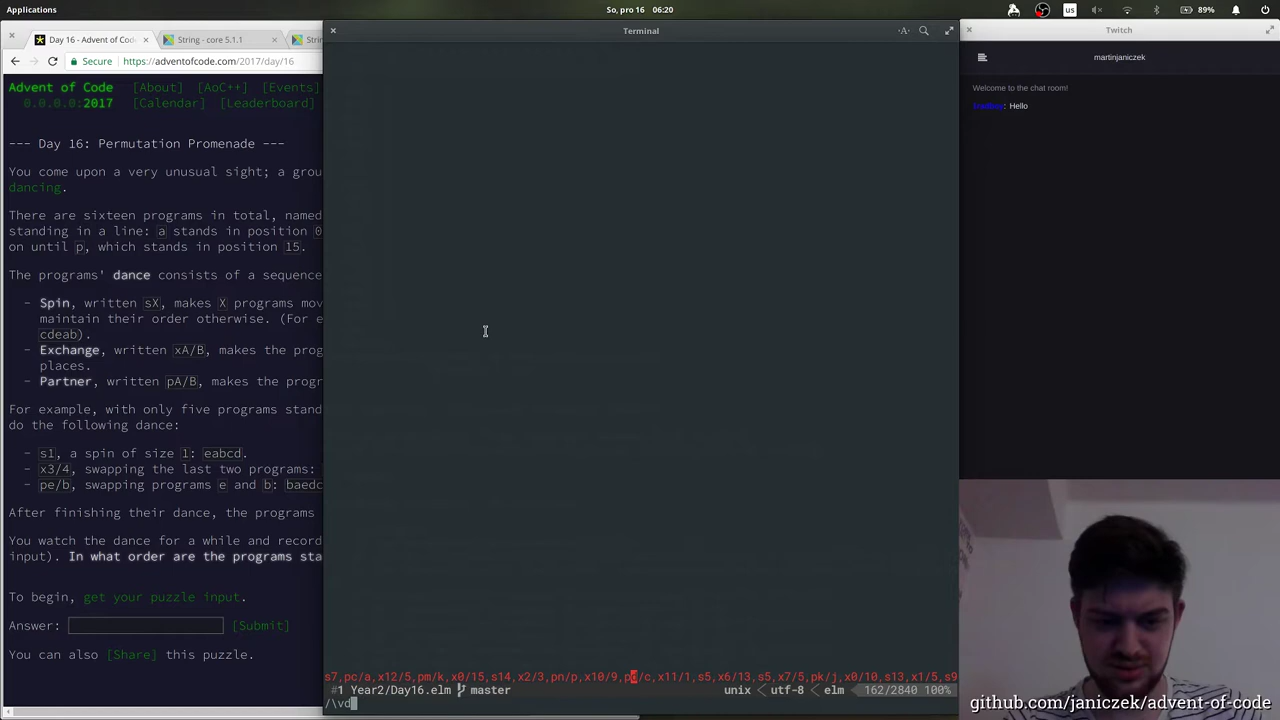 Applications
So, pro 16 06:20
us
89%
Day 16 - Advent of Cod
String - core 5.1.1
Strin
Secure
https://adventofcode.com/2017/day/16
Advent of Code [About] [AoC++] [Events]
0.0.0.0:2017 [Calendar] [Leaderboard]
--- Day 16: Permutation Promenade ---
You come upon a very unusual sight; a grou
dancing.
There are sixteen programs in total, named
standing in a line: a stands in position 0
on until p, which stands in position 15.
The programs' dance consists of a sequence
- Spin, written sX, makes X programs mov
maintain their order otherwise. (For e
cdeab).
- Exchange, written xA/B, makes the prog
places.
- Partner, written pA/B, makes the progr
For example, with only five programs stand
do the following dance:
- s1, a spin of size 1: eabcd.
- x3/4, swapping the last two programs:
- pe/b, swapping programs e and b: baedc
After finishing their dance, the programs
You watch the dance for a while and record
input). In what order are the programs sta
To begin, get your puzzle input.
Answer: [Submit]
You can also [Share] this puzzle.
Terminal
-A-
s7,pc/a,x12/5,pm/k,x0/15,s14,x2/3,pn/p,x10/9,pd/c,x11/1,s5,x6/13,s5,x7/5,pk/j,x0/10,s13,x1/5,s9
#1 Year2/Day16.elm master unix < utf-8 < elm 162/2840 100%
/\vd
Twitch
martinjaniczek
Welcome to the chat room!
: Hello
github.com/janiczek/advent-of-code